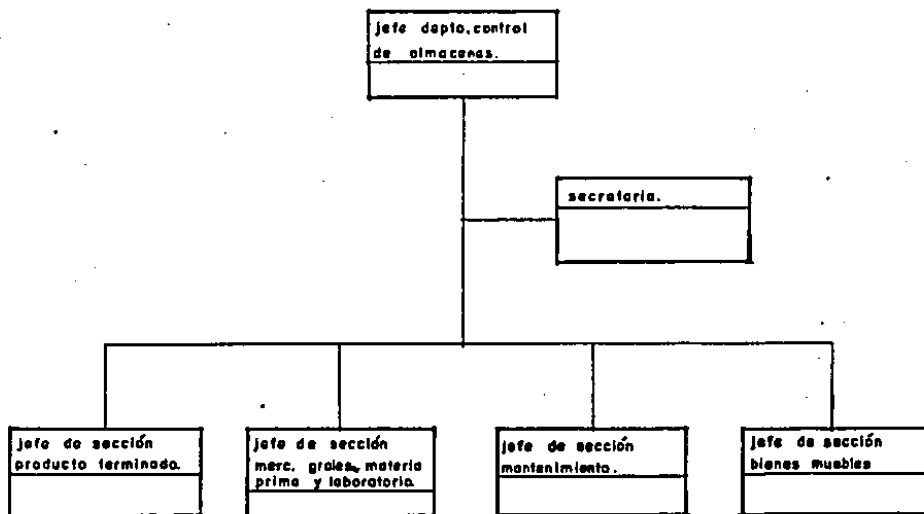 jefe dapto. control
de almacenes.
secretaria.
jefe de sección
producto terminado.
jefe de sección
merc. grales., materia
prima y laboratorio.
jefe de sección
mantenimiento.
jefe de sección
bienes muebles